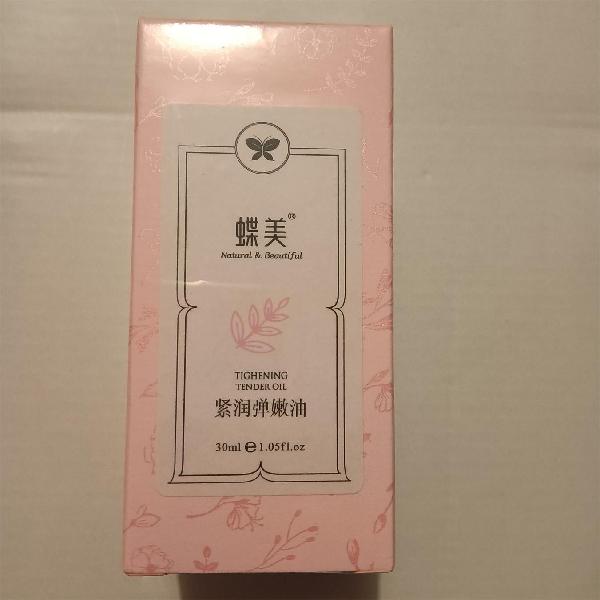 蝶美®
Natural & Beautiful
TIGHENING
TENDER OIL
紧润弹嫩油
30ml ℮ 1.05fl.oz